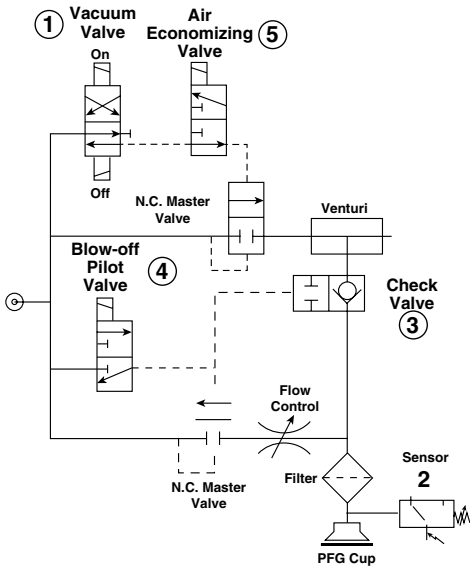 1
Vacuum
Valve
On
Off
Air
Economizing
Valve
5
N.C. Master
Valve
Venturi
Blow-off
Pilot
Valve
4
Check
Valve
3
Flow
Control
N.C. Master
Valve
Filter
Sensor
2
PFG Cup